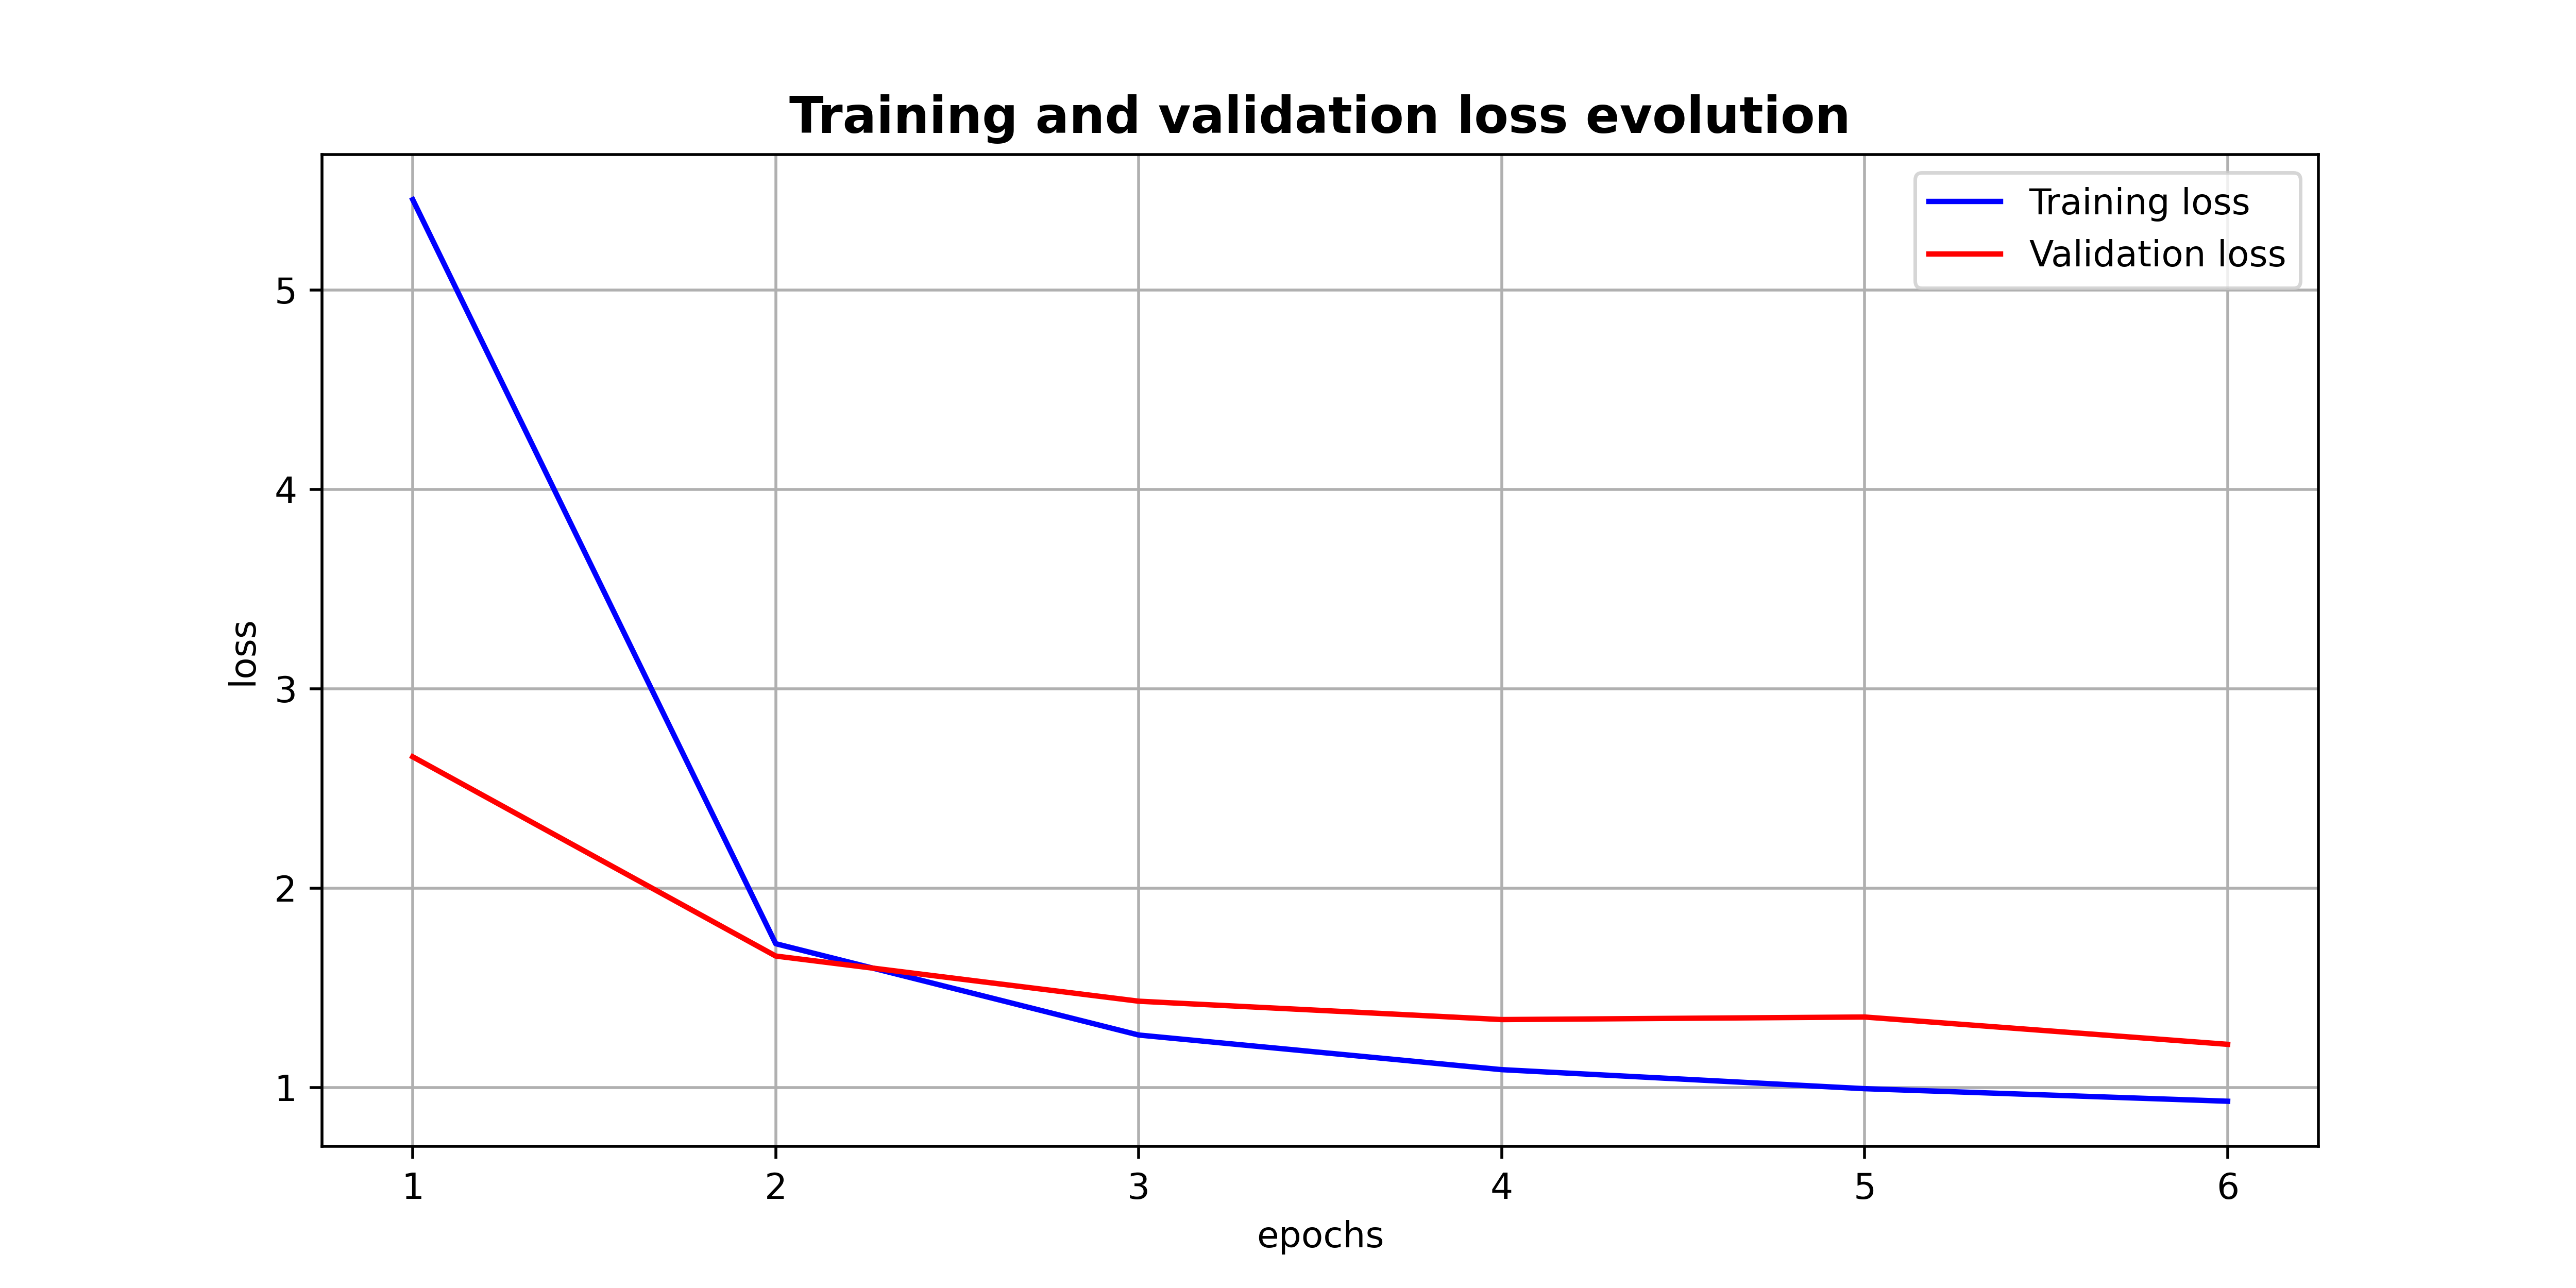 Training and validation loss evolution
Training loss
Validation loss
5
4
3
2
1
loss
1 2 3 4 5 6
epochs